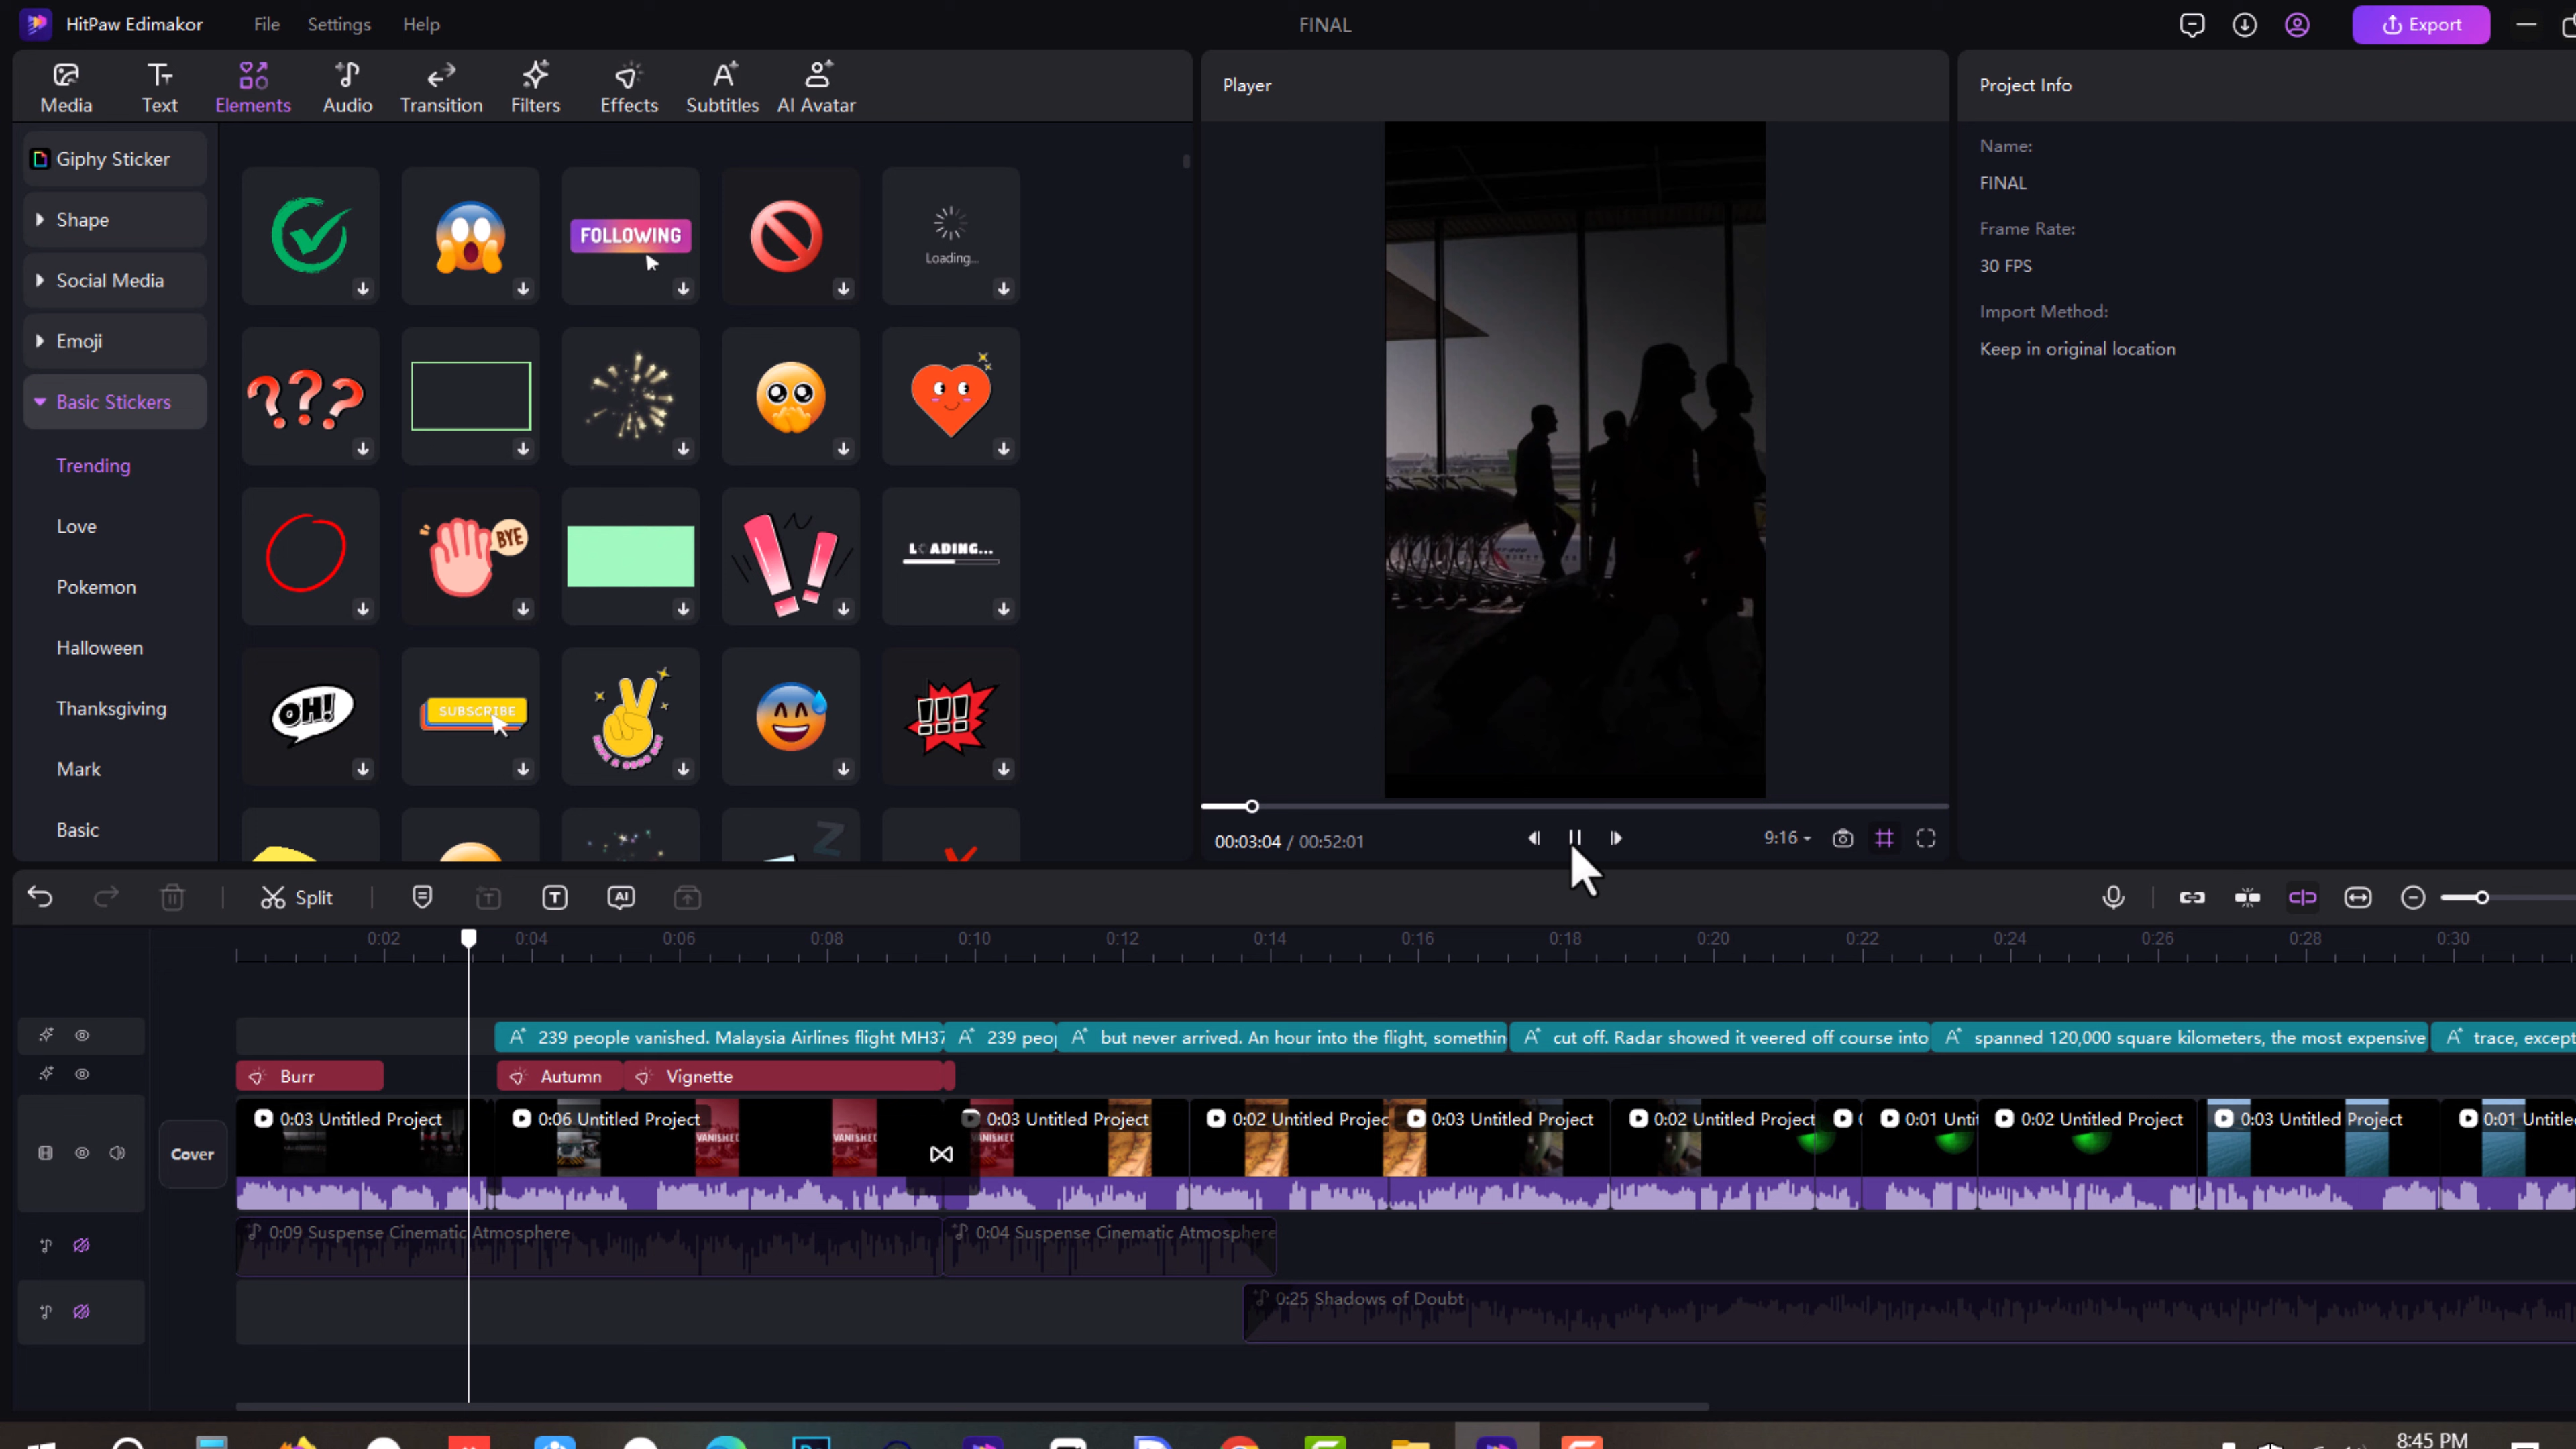 HitPaw Edimakor File Settings Help FINAL Export
Media Text Elements Audio Transition Filters Effects Subtitles AI Avatar
Player
Project Info
Giphy Sticker
Shape
Social Media
Emoji
Basic Stickers
Trending
Love
Pokemon
Halloween
Thanksgiving
Mark
Basic
FOLLOWING
Loading...
BYE
LOADING...
OH!
SUBSCRIBE
Name:
FINAL
Frame Rate:
30 FPS
Import Method:
Keep in original location
00:03:04 / 00:52:01
9:16
Split
0:02 0:04 0:06 0:08 0:10 0:12 0:14 0:16 0:18 0:20 0:22 0:24 0:26 0:28 0:30
239 people vanished. Malaysia Airlines flight MH37 239 peo but never arrived. An hour into the flight, somethin cut off. Radar showed it veered off course into spanned 120,000 square kilometers, the most expensive trace, except
Burr Autumn Vignette
Cover
0:03 Untitled Project 0:06 Untitled Project 0:03 Untitled Project 0:02 Untitled Projec 0:03 Untitled Project 0:02 Untitled Project 0:01 Unti 0:02 Untitled Project 0:03 Untitled Project 0:01 Untitle
VANISHED VANISHED VANISHED
0:09 Suspense Cinematic Atmosphere 0:04 Suspense Cinematic Atmosphere
0:25 Shadows of Doubt
8:45 PM